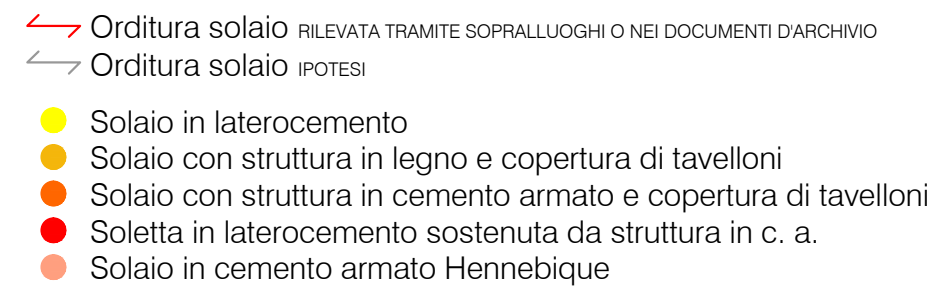 Orditura solaio RILEVATA TRAMITE SOPRALLUOGHI O NEI DOCUMENTI D'ARCHIVIO
Orditura solaio IPOTESI
Solaio in laterocemento
Solaio con struttura in legno e copertura di tavelloni
Solaio con struttura in cemento armato e copertura di tavelloni
Soletta in laterocemento sostenuta da struttura in c. a.
Solaio in cemento armato Hennebique